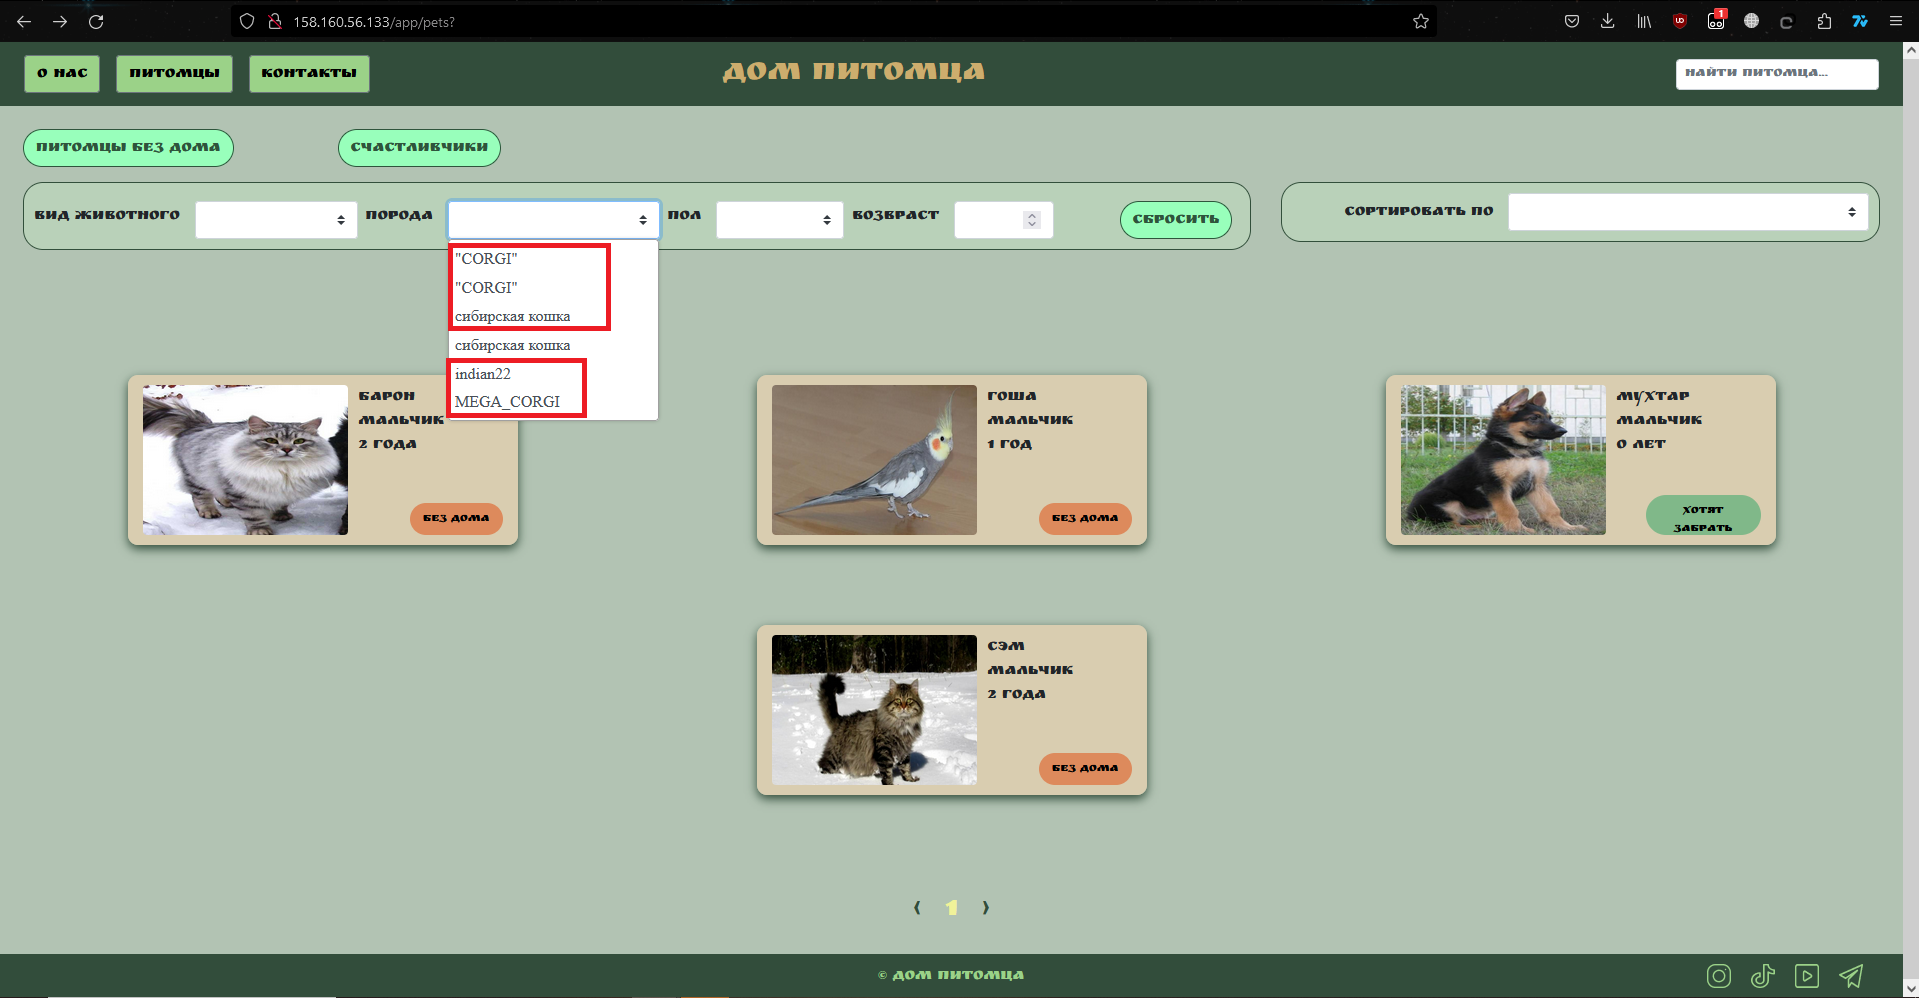 158.160.56.133/app/pets?
1
О НАС
ПИТОМЦЫ
КОНТАКТЫ
ДОМ ПИТОМЦА
НАЙТИ ПИТОМЦА...
ПИТОМЦЫ БЕЗ ДОМА
СЧАСТЛИВЧИКИ
ВИД ЖИВОТНОГО
ПОРОДА
ПОЛ
ВОЗВРАСТ
СБРОСИТЬ
СОРТИРОВАТЬ ПО
"CORGI"
"CORGI"
сибирская кошка
сибирская кошка
indian22
MEGA_CORGI
БАРОН
МАЛЬЧИК
2 ГОДА
БЕЗ ДОМА
ГОША
МАЛЬЧИК
1 ГОД
БЕЗ ДОМА
МУХТАР
МАЛЬЧИК
0 ЛЕТ
ХОТЯТ
ЗАБРАТЬ
СЭМ
МАЛЬЧИК
2 ГОДА
БЕЗ ДОМА
‹ 1 ›
© ДОМ ПИТОМЦА